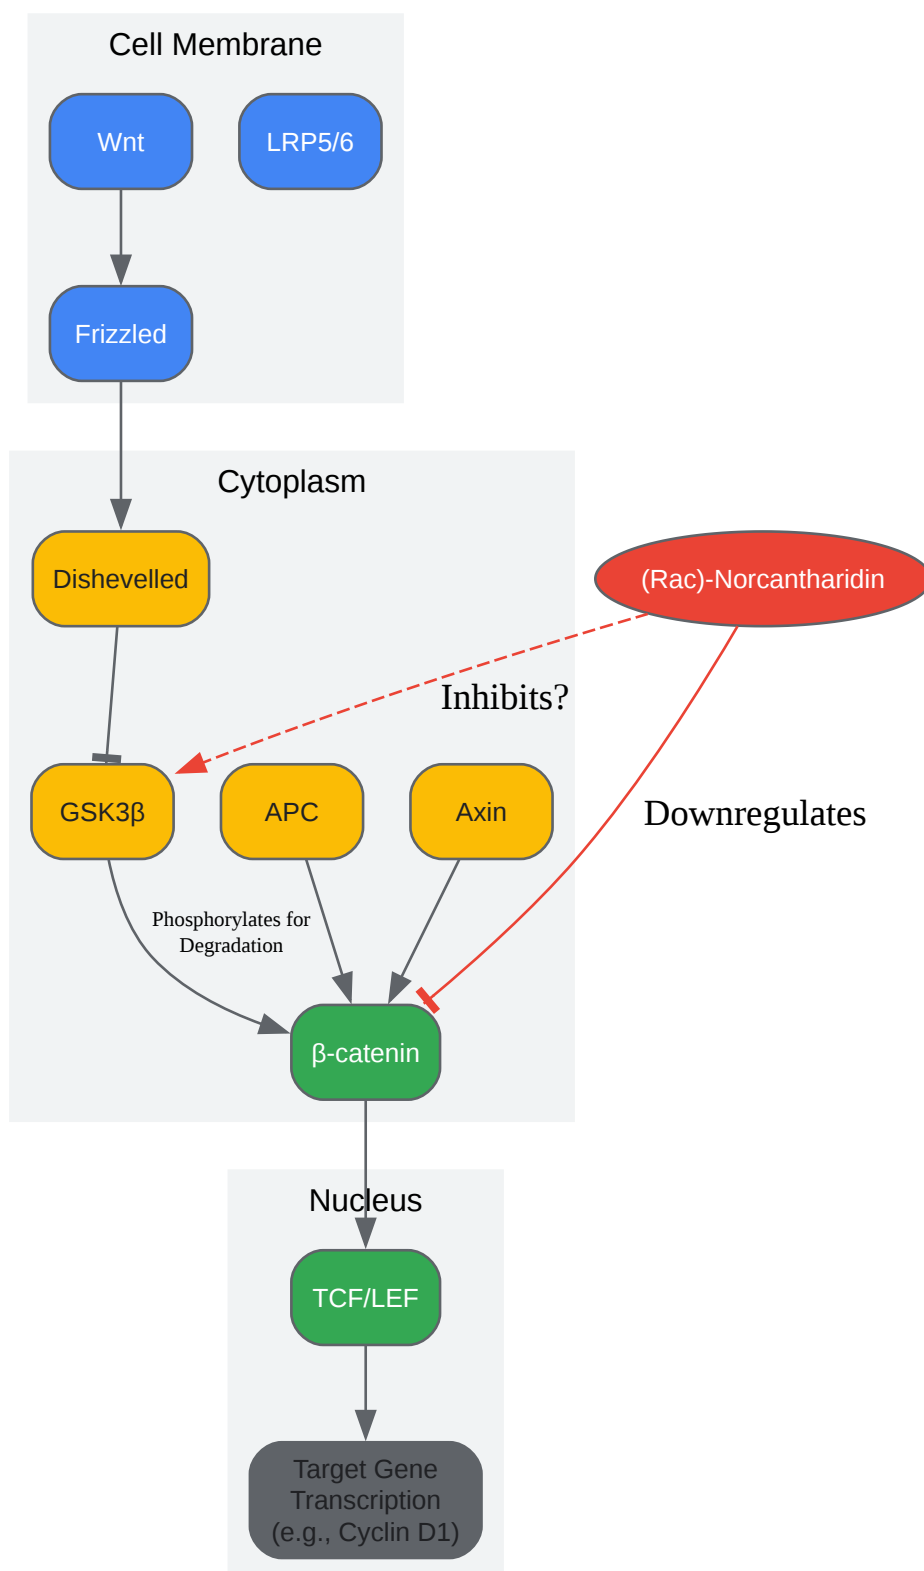 Cell Membrane
Wnt
LRP5/6
Frizzled
Cytoplasm
Dishevelled
(Rac)-Norcantharidin
Inhibits?
GSK3β
APC
Axin
Downregulates
Phosphorylates for
Degradation
β-catenin
Nucleus
TCF/LEF
Target Gene
Transcription
(e.g., Cyclin D1)